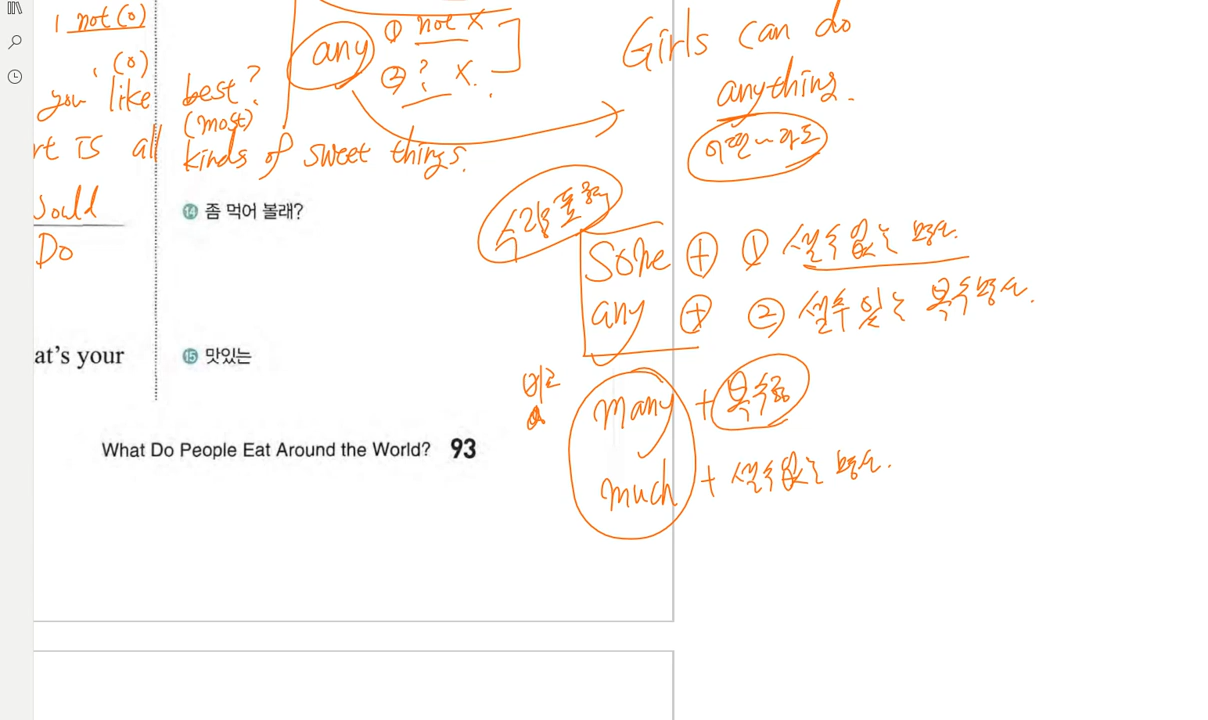 not (o)
(o)
you like best?
(most)
rt is all kinds of sweet things.
any ① not X
② ? X.
Girls can do
anything.
어떤~라도
Sould
Do
⑭ 좀 먹어 볼래?
수량 표현
Some + ① 셀수없는 명사.
any + ② 셀수 있는 복수명사.
at's your
⑮ 맛있는
비교
many + 복수형
much + 셀수없는 명사.
What Do People Eat Around the World? 93